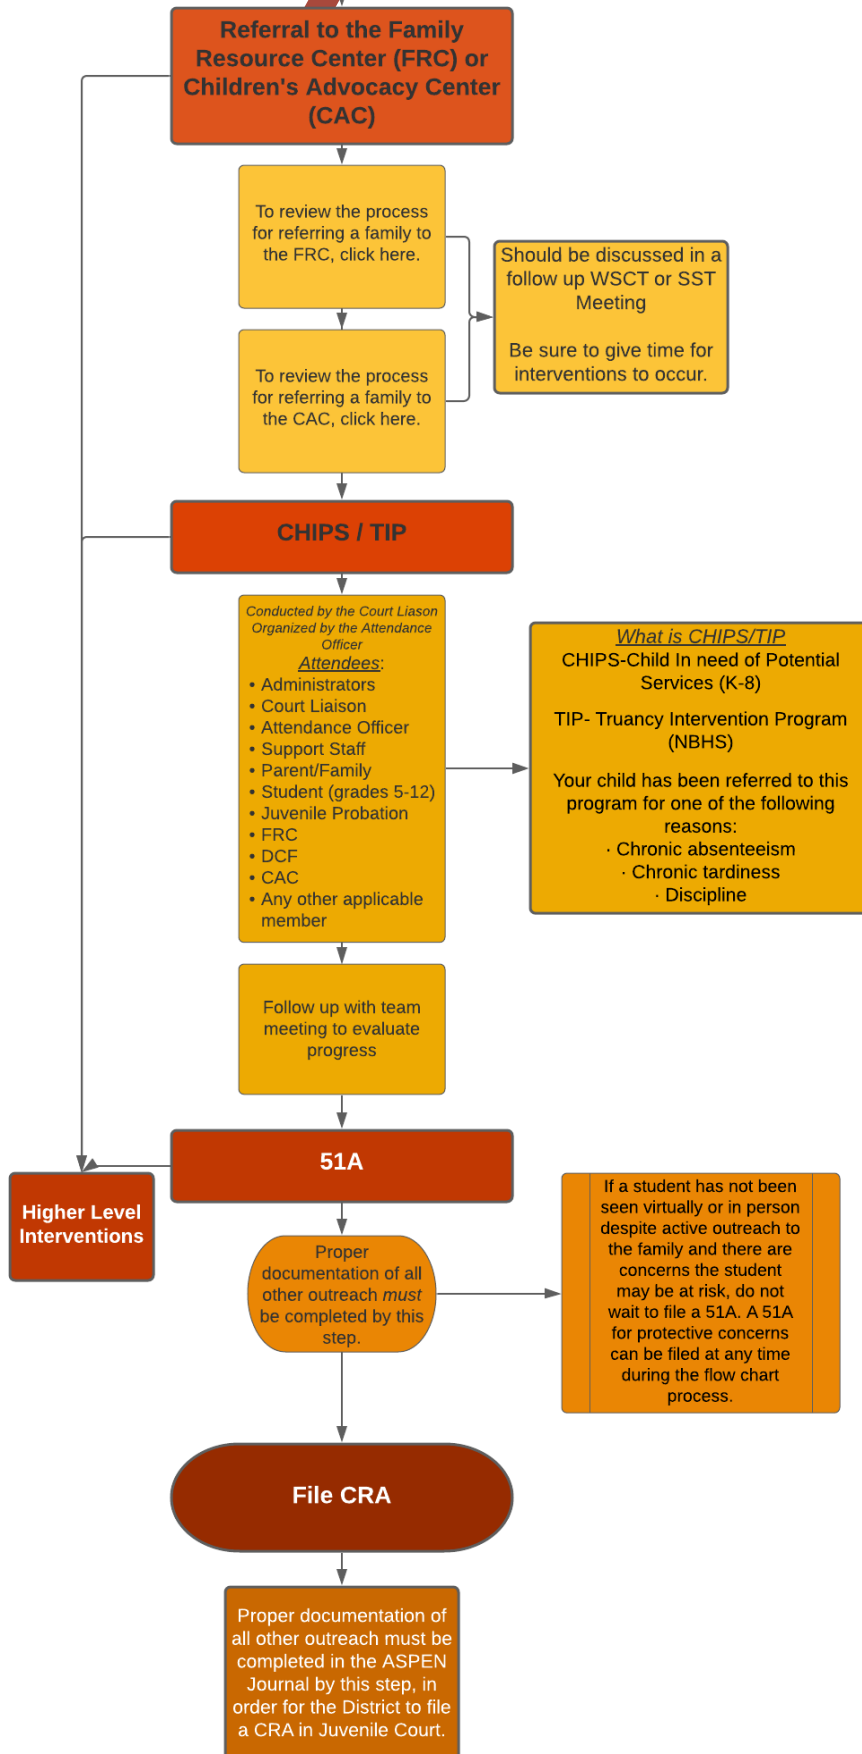 Referral to the Family
Resource Center (FRC) or
Children's Advocacy Center
(CAC)
To review the process
for referring a family to
the FRC, click here.
Should be discussed in a
follow up WSCT or SST
Meeting
Be sure to give time for
interventions to occur.
To review the process
for referring a family to
the CAC, click here.
CHIPS / TIP
Conducted by the Court Liason
Organized by the Attendance
Officer
Attendees:
• Administrators
• Court Liaison
• Attendance Officer
• Support Staff
• Parent/Family
• Student (grades 5-12)
• Juvenile Probation
• FRC
• DCF
• CAC
• Any other applicable
member
What is CHIPS/TIP
CHIPS-Child In need of Potential
Services (K-8)
TIP- Truancy Intervention Program
(NBHS)
Your child has been referred to this
program for one of the following
reasons:
· Chronic absenteeism
· Chronic tardiness
· Discipline
Follow up with team
meeting to evaluate
progress
51A
Higher Level
Interventions
Proper
documentation of all
other outreach must
be completed by this
step.
If a student has not been
seen virtually or in person
despite active outreach to
the family and there are
concerns the student
may be at risk, do not
wait to file a 51A. A 51A
for protective concerns
can be filed at any time
during the flow chart
process.
File CRA
Proper documentation of
all other outreach must be
completed in the ASPEN
Journal by this step, in
order for the District to file
a CRA in Juvenile Court.